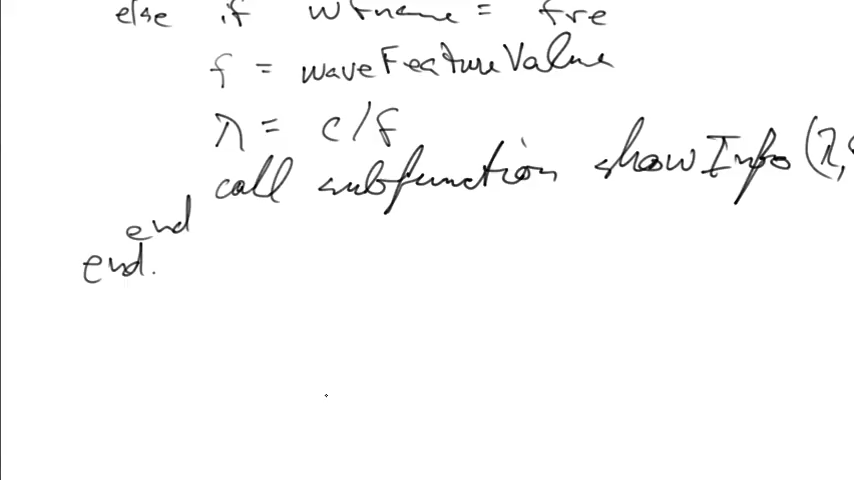 else if wfname = fre
f = waveFeatureValue
λ = c/f
call subfunction showInfo(λ,
end
end.